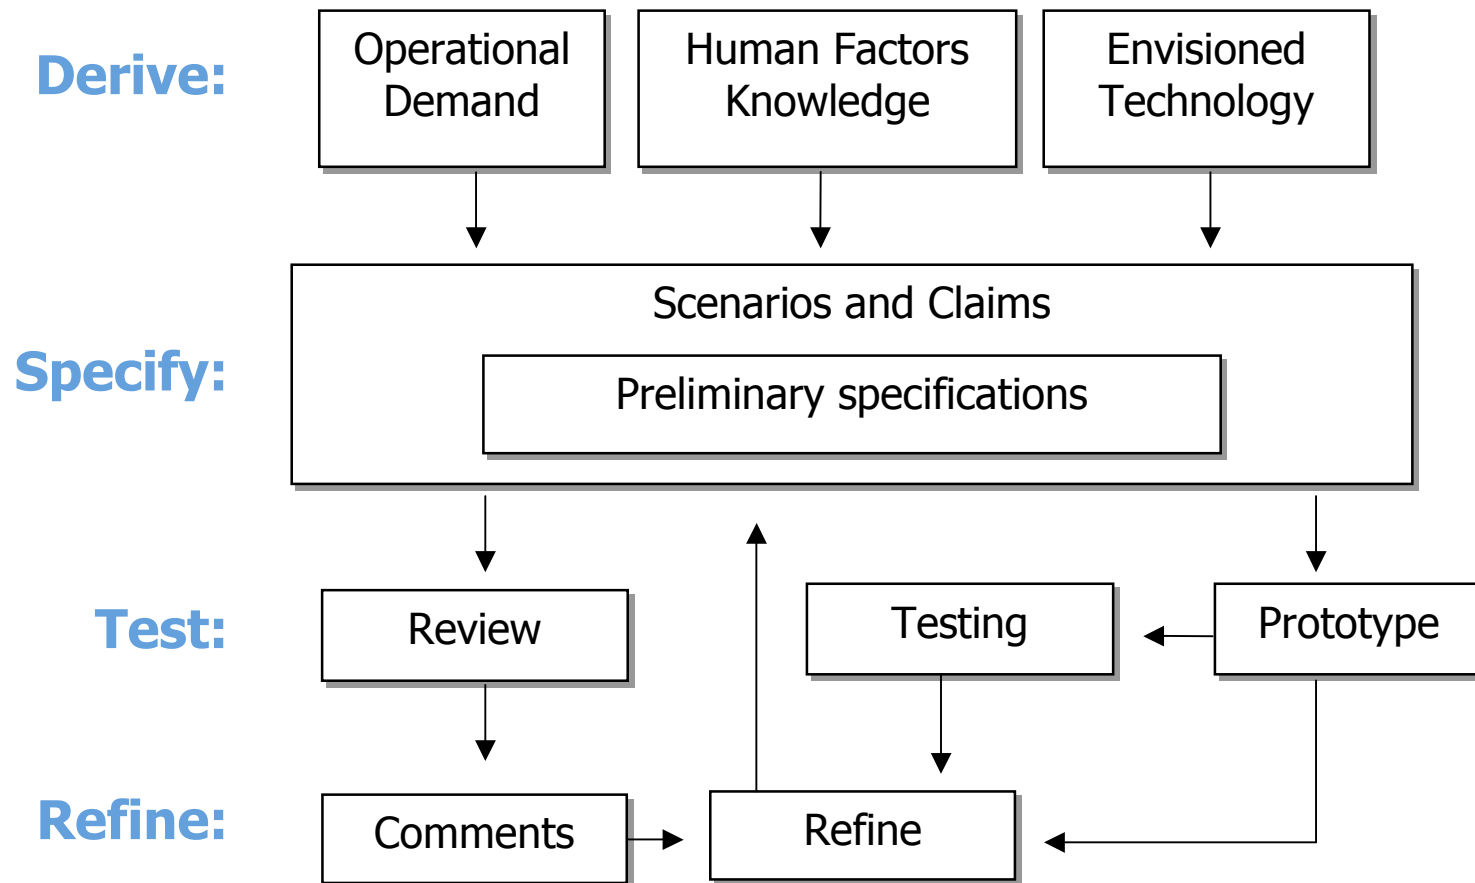 Derive:
Operational
Demand
Human Factors
Knowledge
Envisioned
Technology
Specify:
Scenarios and Claims
Preliminary specifications
Test:
Review
Testing
Prototype
Refine:
Comments
Refine